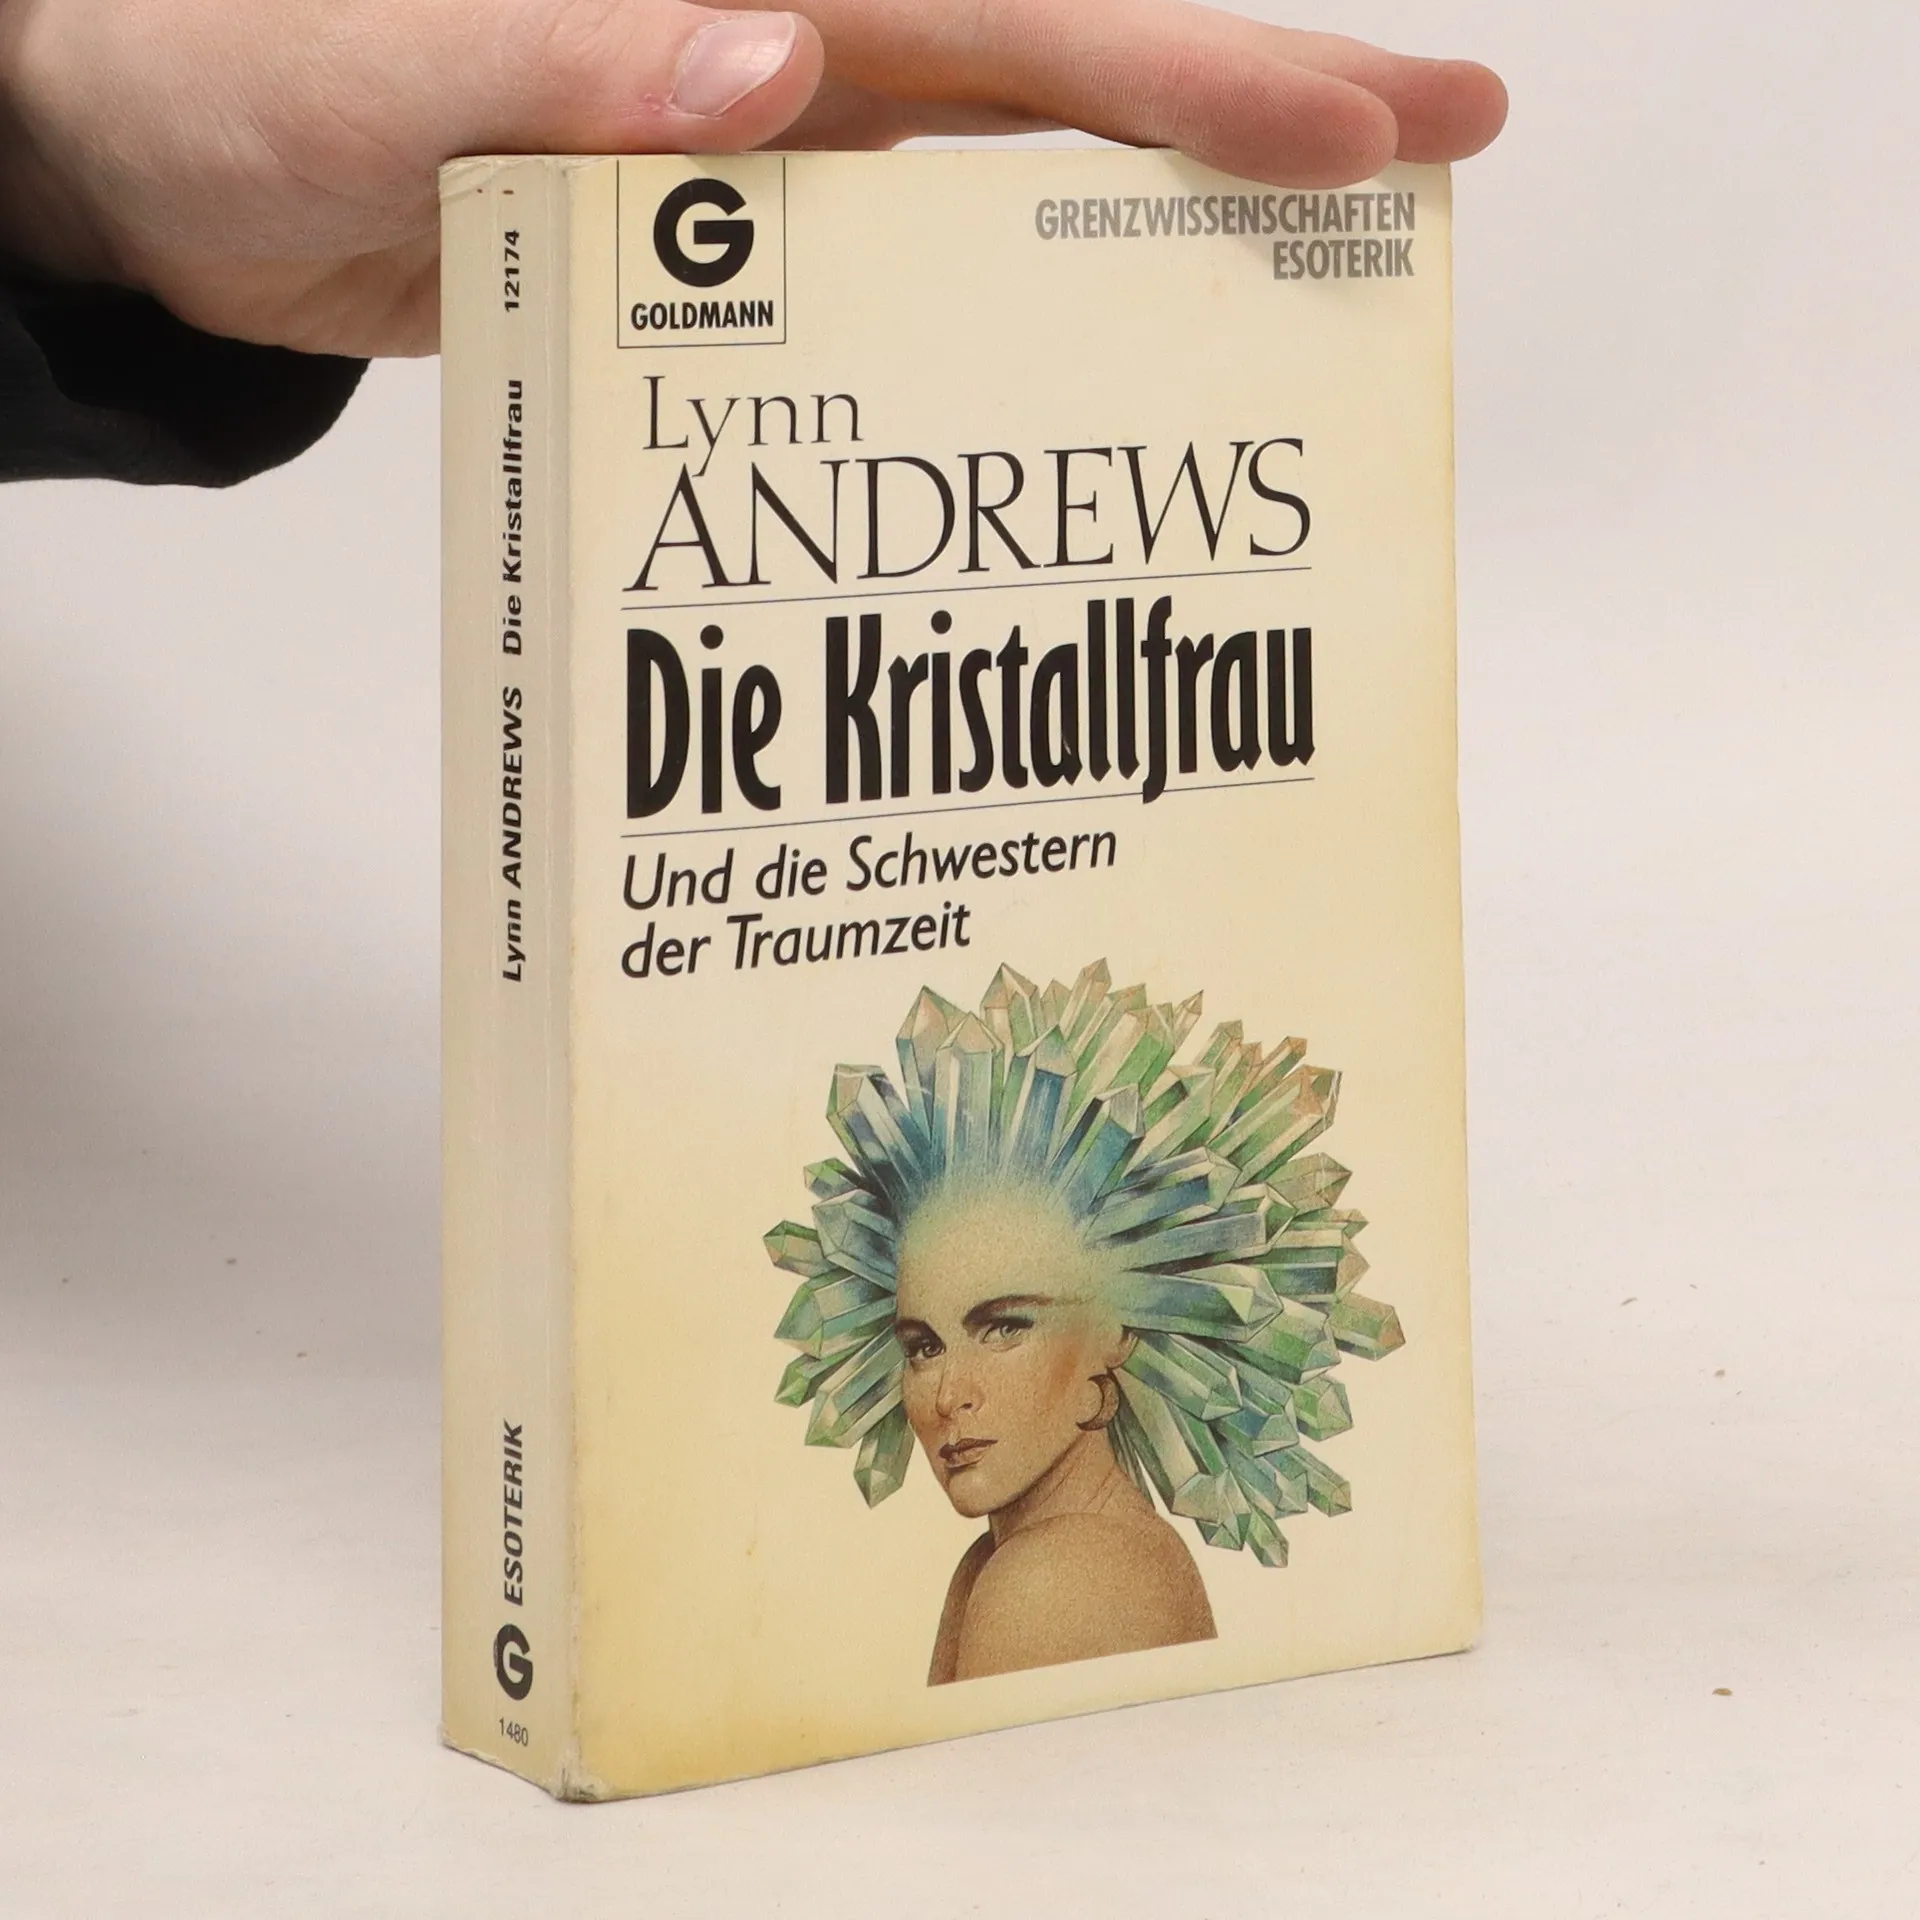 G
GOLDMANN
GRENZWISSENSCHAFTEN
ESOTERIK
Lynn
ANDREWS
Die Kristallfrau
Und die Schwestern
der Traumzeit
Lynn ANDREWS Die Kristallfrau 12174
G ESOTERIK
1480